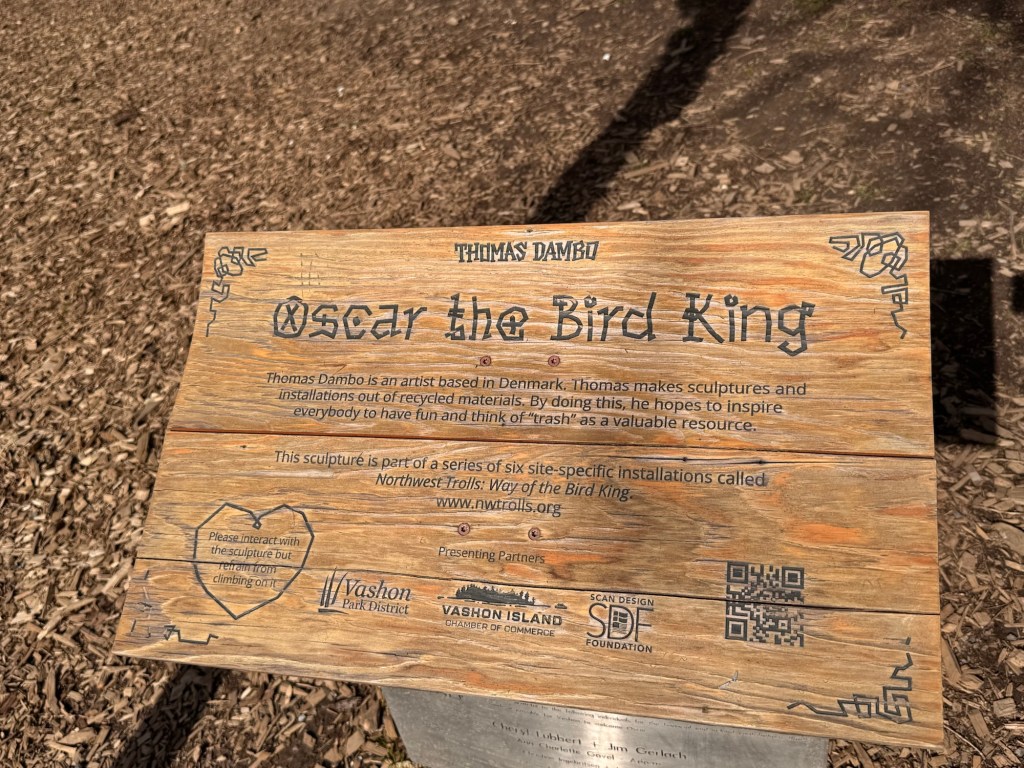 THOMAS DAMBO
Oscar the Bird King
Thomas Dambo is an artist based in Denmark. Thomas makes sculptures and
installations out of recycled materials. By doing this, he hopes to inspire
everybody to have fun and think of “trash” as a valuable resource.
This sculpture is part of a series of six site-specific installations called
Northwest Trolls: Way of the Bird King.
www.nwtrolls.org
Please interact with
the sculpture but
refrain from
climbing on it
Presenting Partners
Vashon
Park District
VASHON ISLAND
CHAMBER OF COMMERCE
SCAN DESIGN
SDF
FOUNDATION
Cheryl Lubbert + Jim Gerlach